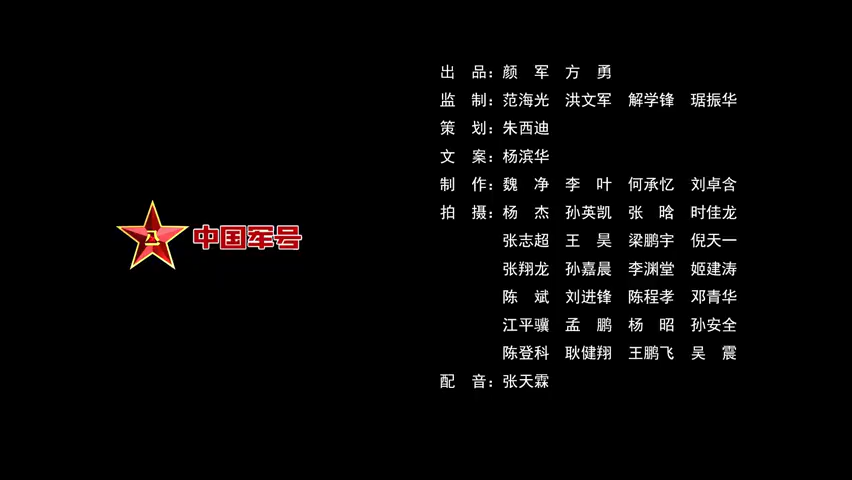 出　品：颜　军　方　勇
监　制：范海光　洪文军　解学锋　琚振华
策　划：朱西迪
文　案：杨滨华
制　作：魏　净　李　叶　何承忆　刘卓含
拍　摄：杨　杰　孙英凯　张　晗　时佳龙
张志超　王　昊　梁鹏宇　倪天一
张翔龙　孙嘉晨　李渊堂　姬建涛
陈　斌　刘进锋　陈程孝　邓青华
江平骥　孟　鹏　杨　昭　孙安全
陈登科　耿健翔　王鹏飞　吴　震
配　音：张天霖
八一
中国军号